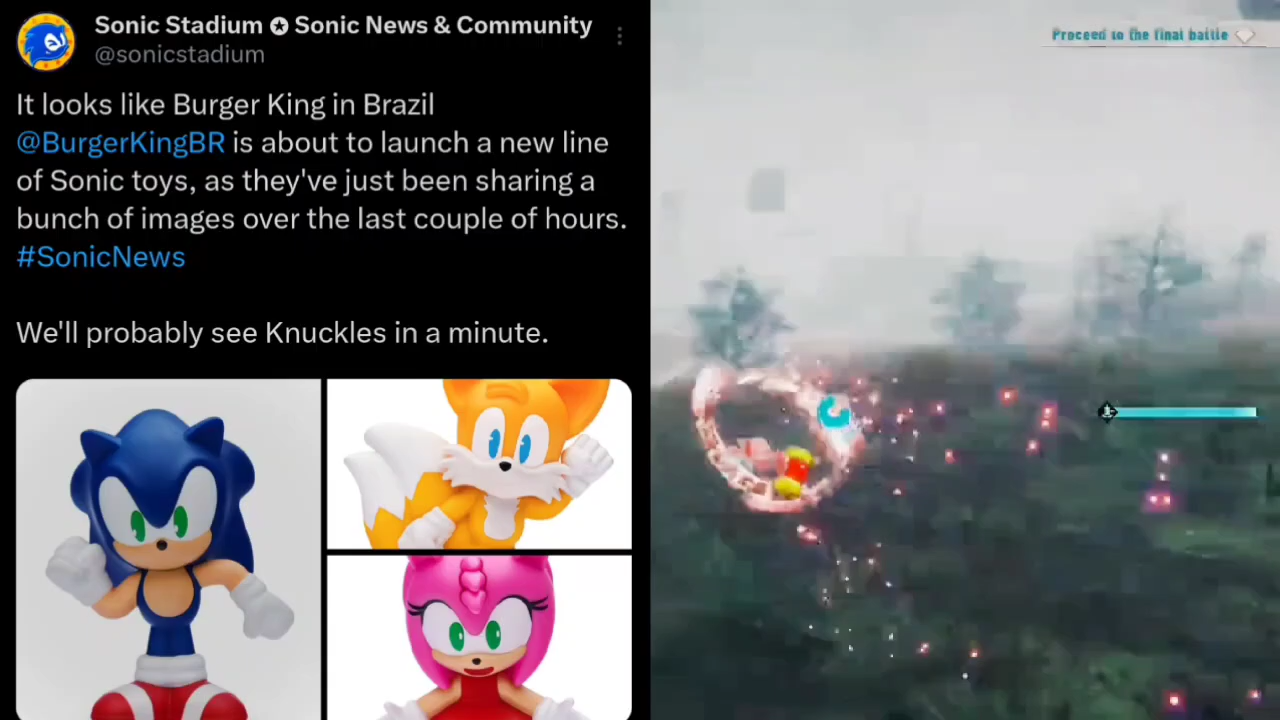 Sonic Stadium ✪ Sonic News & Community
@sonicstadium
It looks like Burger King in Brazil
@BurgerKingBR is about to launch a new line
of Sonic toys, as they've just been sharing a
bunch of images over the last couple of hours.
#SonicNews
We'll probably see Knuckles in a minute.
Proceed to the final battle